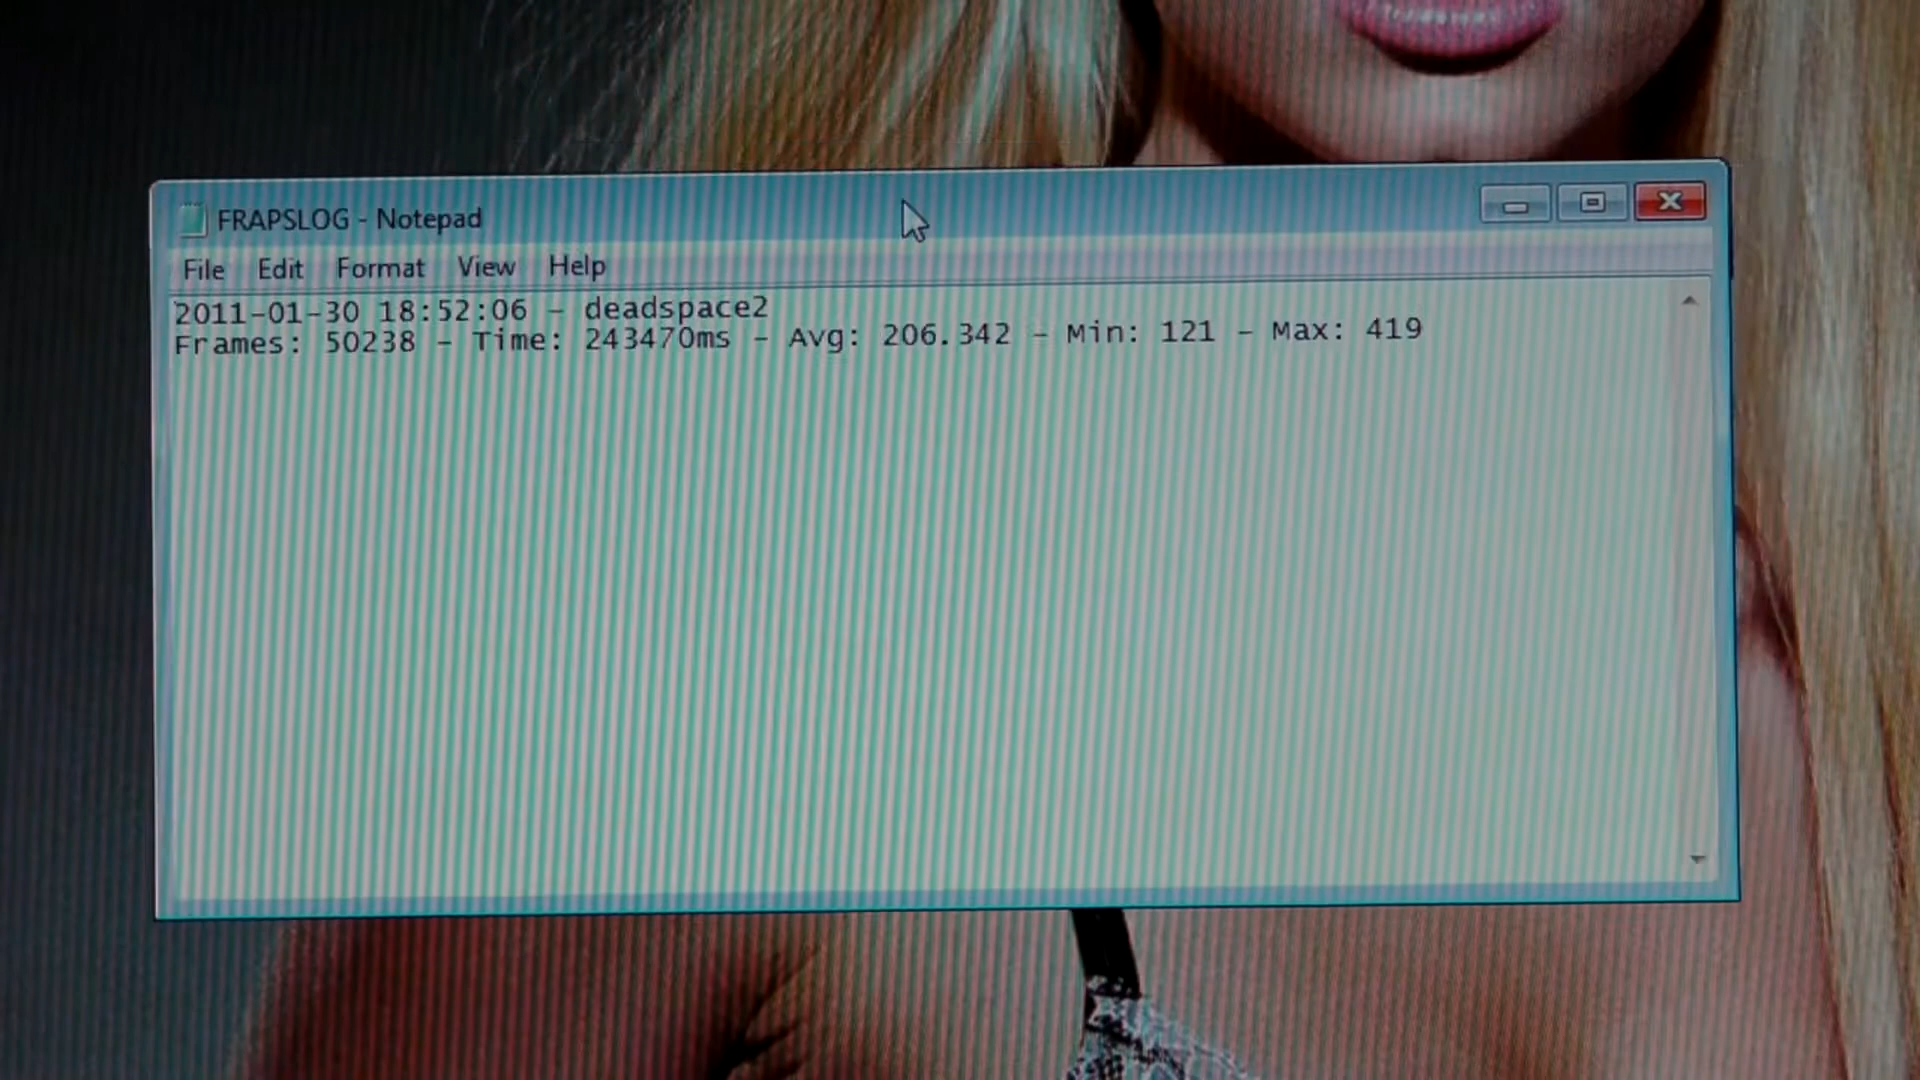 FRAPSLOG - Notepad
File Edit Format View Help
2011-01-30 18:52:06 - deadspace2
Frames: 50238 - Time: 243470ms - Avg: 206.342 - Min: 121 - Max: 419